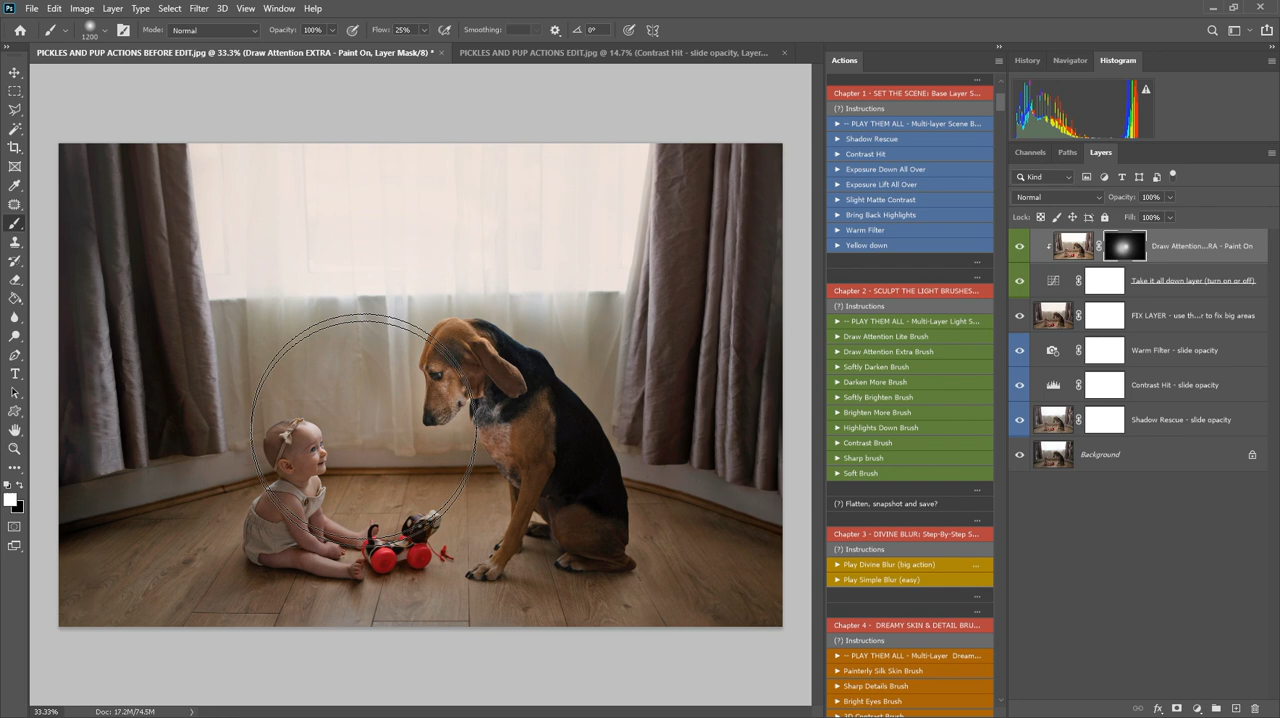 Ps File Edit Image Layer Type Select Filter 3D View Window Help
1200 Mode: Normal Opacity: 100% Flow: 25% Smoothing: 0°
PICKLES AND PUP ACTIONS BEFORE EDIT.jpg @ 33.3% (Draw Attention EXTRA - Paint On, Layer Mask/8) * ×
PICKLES AND PUP ACTIONS EDIT.jpg @ 14.7% (Contrast Hit - slide opacity, Layer... ×
Actions
...
Chapter 1 - SET THE SCENE: Base Layer S...
(?) Instructions
-- PLAY THEM ALL - Multi-layer Scene B...
Shadow Rescue
Contrast Hit
Exposure Down All Over
Exposure Lift All Over
Slight Matte Contrast
Bring Back Highlights
Warm Filter
Yellow down
...
...
Chapter 2 - SCULPT THE LIGHT BRUSHES...
(?) Instructions
-- PLAY THEM ALL - Multi-Layer Light S...
Draw Attention Lite Brush
Draw Attention Extra Brush
Softly Darken Brush
Darken More Brush
Softly Brighten Brush
Brighten More Brush
Highlights Down Brush
Contrast Brush
Sharp brush
Soft Brush
...
(?) Flatten, snapshot and save?
...
Chapter 3 - DIVINE BLUR: Step-By-Step S...
(?) Instructions
Play Divine Blur (big action) ...
Play Simple Blur (easy)
...
Chapter 4 - DREAMY SKIN & DETAIL BRU...
(?) Instructions
-- PLAY THEM ALL - Multi-Layer Dream...
Painterly Silk Skin Brush
Sharp Details Brush
Bright Eyes Brush
3D Contrast Brush
History Navigator Histogram
Channels Paths Layers
Kind
Normal Opacity: 100%
Lock: Fill: 100%
Draw Attention...RA - Paint On
Take it all down layer (turn on or off)
FIX LAYER - use th...r to fix big areas
Warm Filter - slide opacity
Contrast Hit - slide opacity
Shadow Rescue - slide opacity
Background
fx
33.33% Doc: 17.2M/74.5M